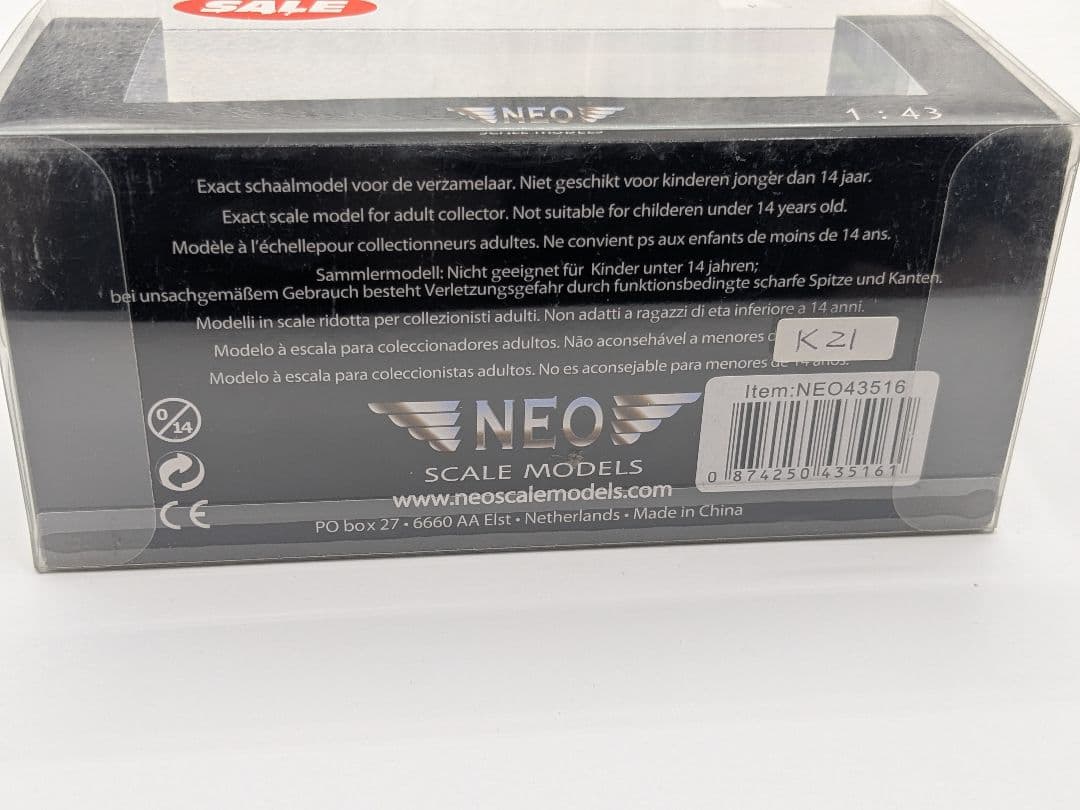 SALE
NEO
1:43
SCALE MODELS
Exact schaalmodel voor de verzamelaar. Niet geschikt voor kinderen jonger dan 14 jaar.
Exact scale model for adult collector. Not suitable for childeren under 14 years old.
Modèle à l'échellepour collectionneurs adultes. Ne convient ps aux enfants de moins de 14 ans.
Sammlermodell: Nicht geeignet für Kinder unter 14 jahren;
bei unsachgemäßem Gebrauch besteht Verletzungsgefahr durch funktionsbedingte scharfe Spitze und Kanten.
Modelli in scale ridotta per collezionisti adulti. Non adatti a ragazzi di eta inferiore a 14 anni.
Modelo à escala para coleccionadores adultos. Não aconsehável a menores
K21
Modelo à escala para coleccionistas adultos. No es aconsejable para menores de 14 años.
Item:NEO43516
0/14
NEO
0 874250 435161
SCALE MODELS
www.neoscalemodels.com
CE
PO box 27 • 6660 AA Elst • Netherlands • Made in China